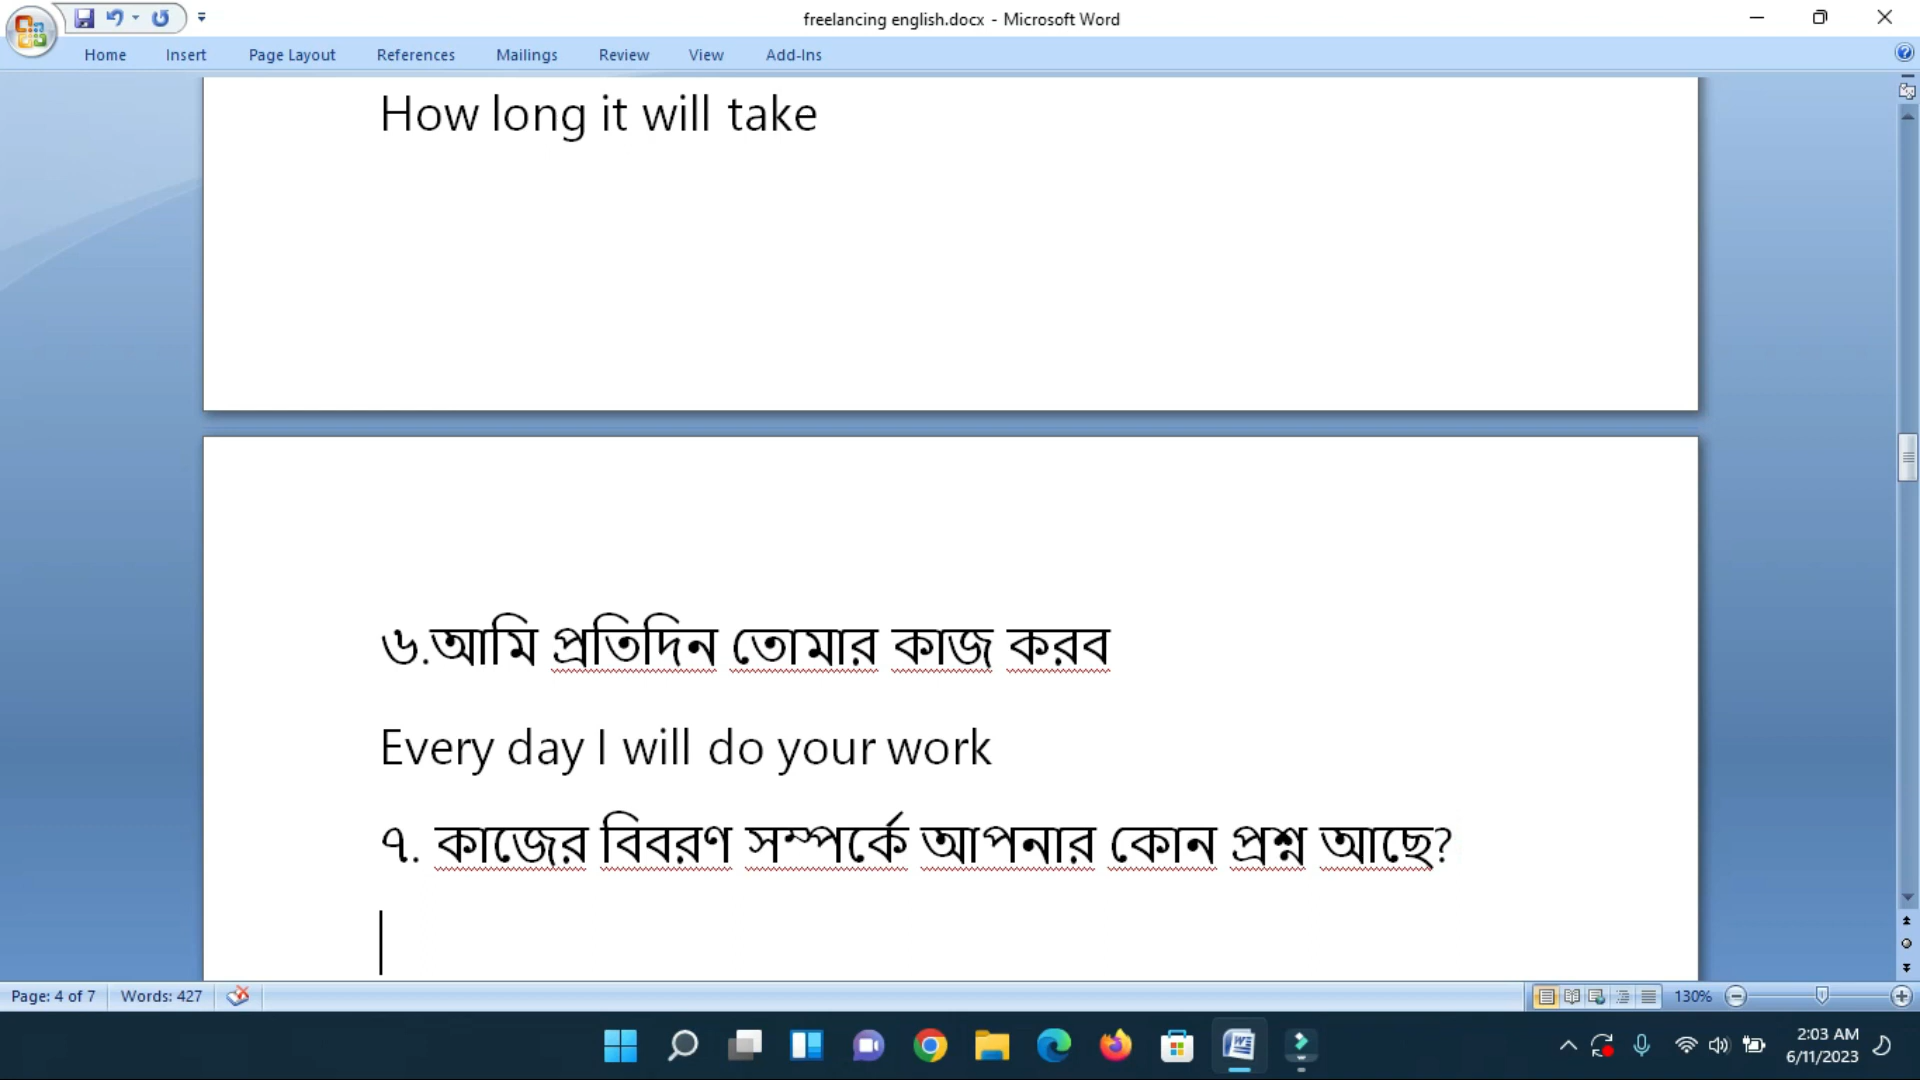 freelancing english.docx - Microsoft Word
Home Insert Page Layout References Mailings Review View Add-Ins
How long it will take
৬.আমি প্রতিদিন তোমার কাজ করব
Every day I will do your work
৭. কাজের বিবরণ সম্পর্কে আপনার কোন প্রশ্ন আছে?
Page: 4 of 7 Words: 427 130%
2:03 AM
6/11/2023